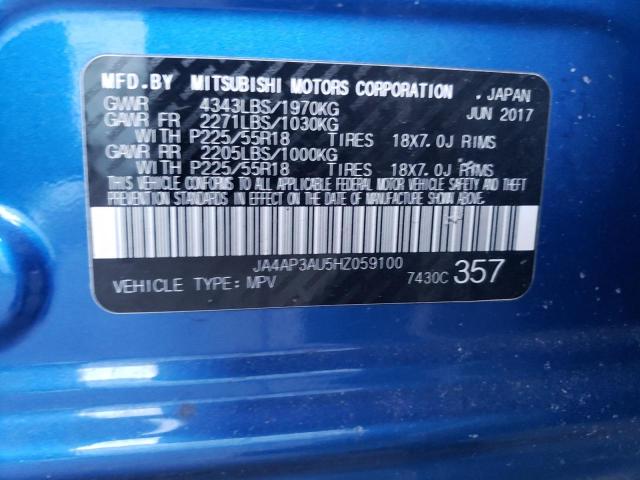 MFD.BY MITSUBISHI MOTORS CORPORATION . JAPAN
GVWR 4343LBS/1970KG JUN 2017
GAWR FR 2271LBS/1030KG
WITH P225/55R18 TIRES 18X7.0J RIMS
GAWR RR 2205LBS/1000KG
WITH P225/55R18 TIRES 18X7.0J RIMS
THIS VEHICLE CONFORMS TO ALL APPLICABLE FEDERAL MOTOR VEHICLE SAFETY AND THEFT
PREVENTION STANDARDS IN EFFECT ON THE DATE OF MANUFACTURE SHOWN ABOVE.
JA4AP3AU5HZ059100
VEHICLE TYPE: MPV 7430C 357